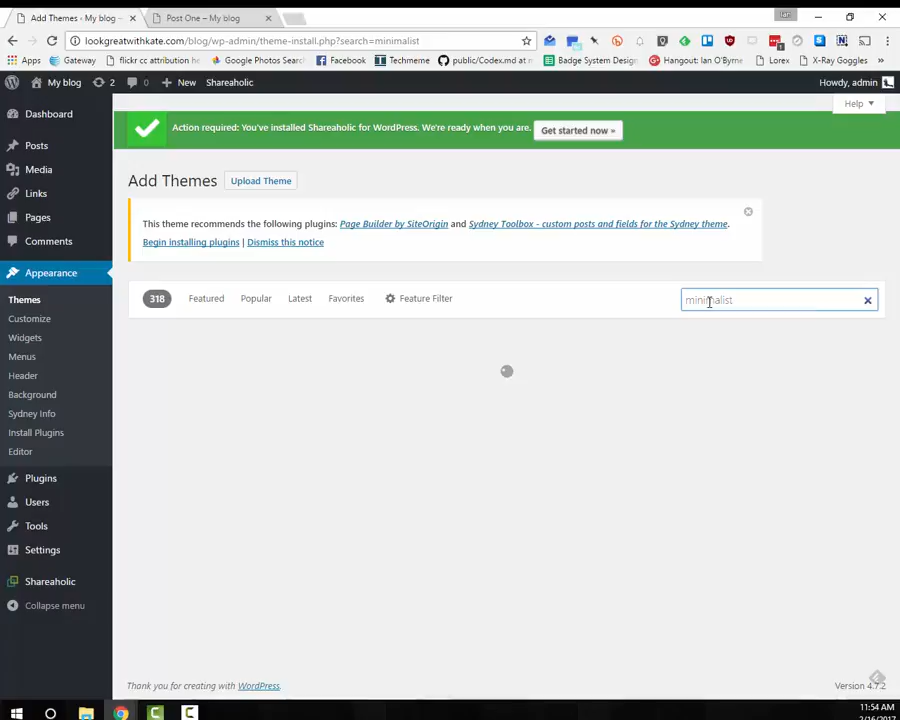 Add Themes ‹ My blog –
Post One – My blog
Ian
lookgreatwithkate.com/blog/wp-admin/theme-install.php?search=minimalist
Apps
Gateway
flickr cc attribution he
Google Photos Search
Facebook
Techmeme
public/Codex.md at m
Badge System Design
Hangout: Ian O'Byrne
Lorex
X-Ray Goggles
My blog
2
0
New
Shareaholic
Howdy, admin
Help
Dashboard
Posts
Media
Links
Pages
Comments
Appearance
Themes
Customize
Widgets
Menus
Header
Background
Sydney Info
Install Plugins
Editor
Plugins
Users
Tools
Settings
Shareaholic
Collapse menu
Action required: You've installed Shareaholic for WordPress. We're ready when you are.
Get started now »
Add Themes
Upload Theme
This theme recommends the following plugins: Page Builder by SiteOrigin and Sydney Toolbox - custom posts and fields for the Sydney theme.
Begin installing plugins | Dismiss this notice
318
Featured
Popular
Latest
Favorites
Feature Filter
minimalist
Thank you for creating with WordPress.
Version 4.7.2
11:54 AM
2/16/2017